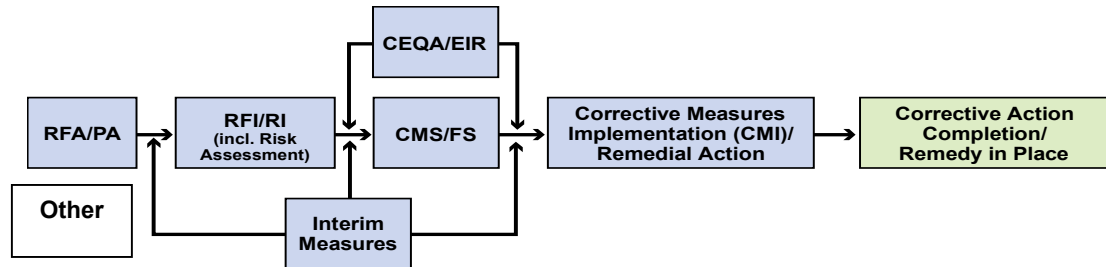 CEQA/EIR
RFA/PA
RFI/RI
(incl. Risk
Assessment)
CMS/FS
Corrective Measures
Implementation (CMI)/
Remedial Action
Corrective Action
Completion/
Remedy in Place
Other
Interim
Measures